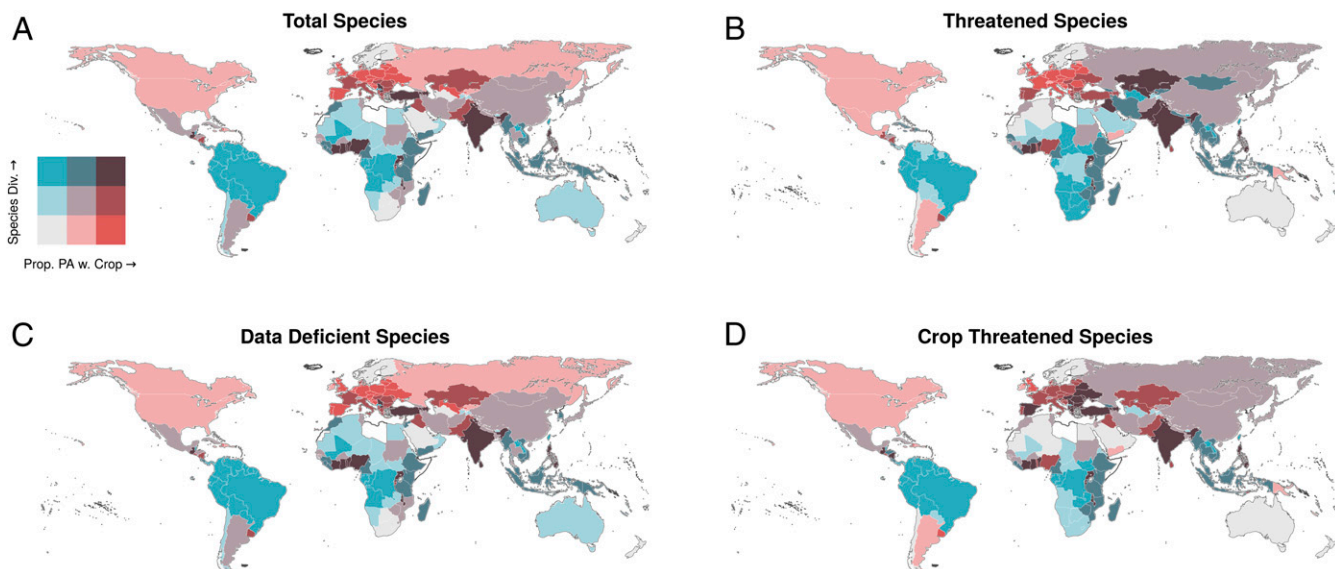 A
Total Species
B
Threatened Species
Species Div. →
Prop. PA w. Crop →
C
Data Deficient Species
D
Crop Threatened Species